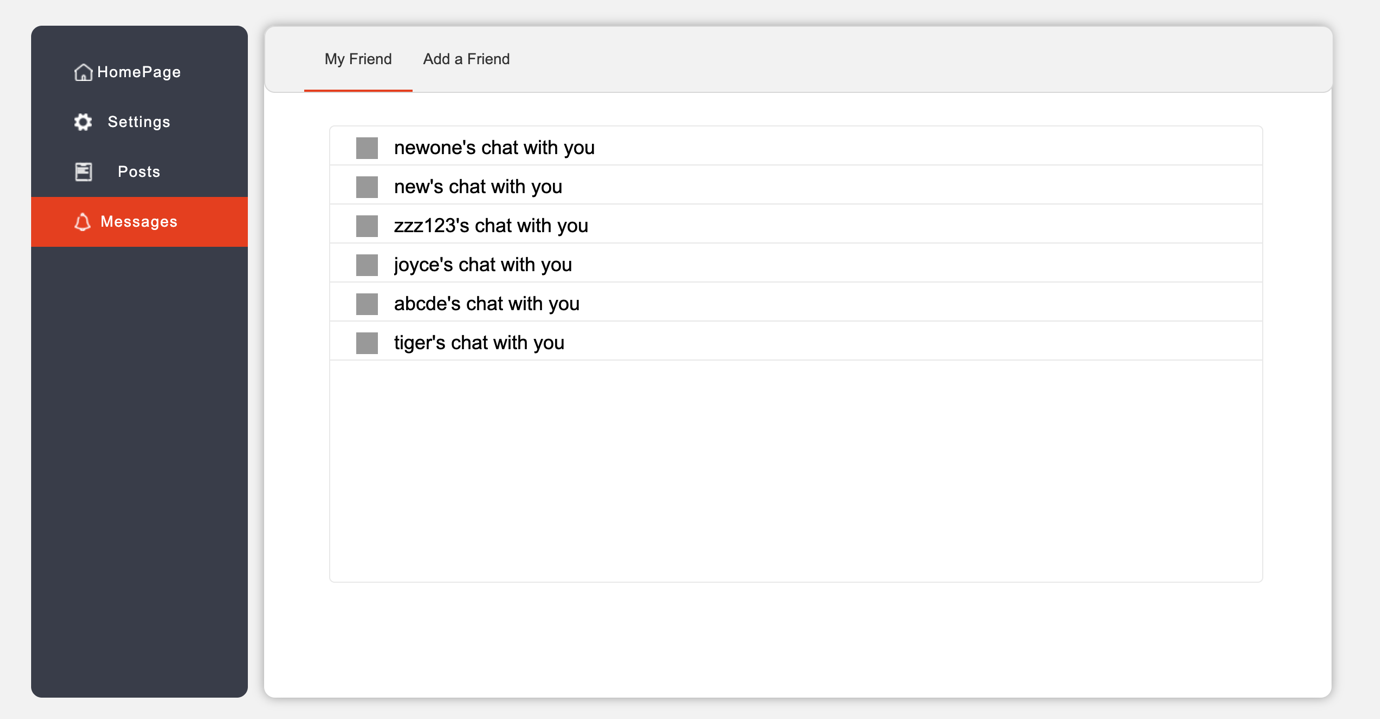 HomePage
Settings
Posts
Messages
My Friend
Add a Friend
newone's chat with you
new's chat with you
zzz123's chat with you
joyce's chat with you
abcde's chat with you
tiger's chat with you